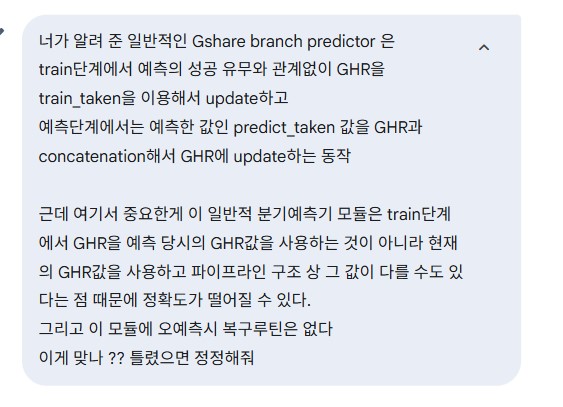 너가 알려 준 일반적인 Gshare branch predictor 은
train단계에서 예측의 성공 유무와 관계없이 GHR을
train_taken을 이용해서 update하고
예측단계에서는 예측한 값인 predict_taken 값을 GHR과
concatenation해서 GHR에 update하는 동작
근데 여기서 중요한게 이 일반적 분기예측기 모듈은 train단계
에서 GHR을 예측 당시의 GHR값을 사용하는 것이 아니라 현재
의 GHR값을 사용하고 파이프라인 구조 상 그 값이 다를 수도 있
다는 점 때문에 정확도가 떨어질 수 있다.
그리고 이 모듈에 오예측시 복구루틴은 없다
이게 맞나 ?? 틀렸으면 정정해줘